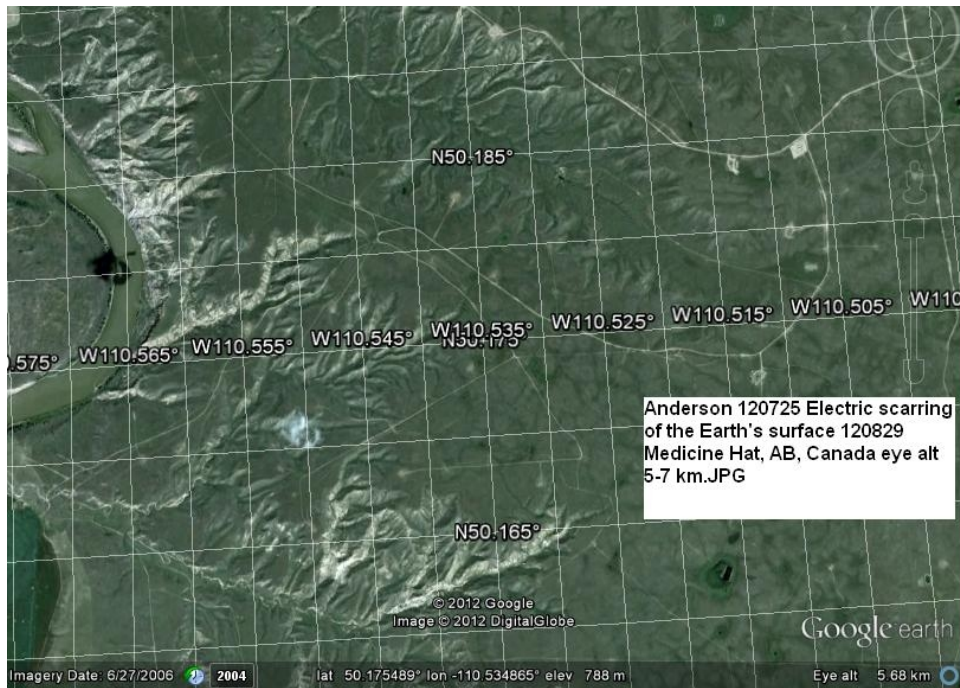 N50.185°
W110.505°
W110
W110.515°
W110.525°
W110.535°
N50.175°
W110.545°
W110.555°
W110.565°
.575°
Anderson 120725 Electric scarring
of the Earth's surface 120829
Medicine Hat, AB, Canada eye alt
5-7 km.JPG
N50.165°
© 2012 Google
Image © 2012 DigitalGlobe
Google earth
Imagery Date: 6/27/2006 2004 lat 50.175489° lon -110.534865° elev 788 m Eye alt 5.68 km